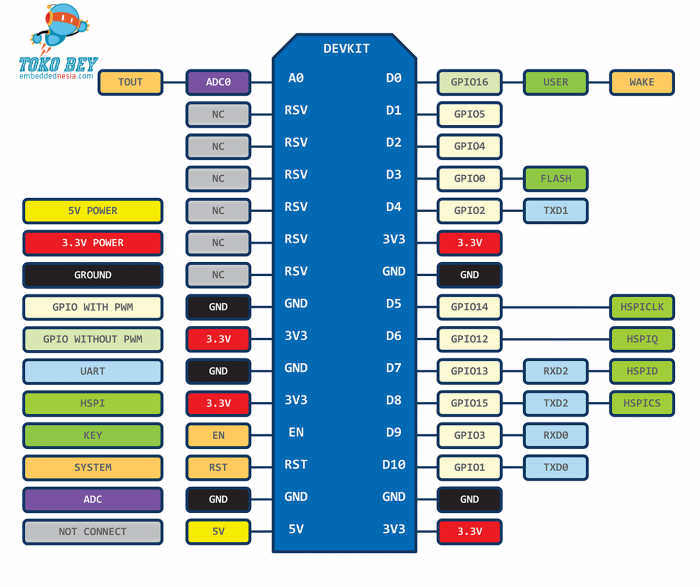 TOKO BEY
embeddednesia.com
DEVKIT
TOUT ADC0 A0 D0 GPIO16 USER WAKE
NC RSV D1 GPIO5
NC RSV D2 GPIO4
NC RSV D3 GPIO0 FLASH
5V POWER NC RSV D4 GPIO2 TXD1
3.3V POWER NC RSV 3V3 3.3V
GROUND NC RSV GND GND
GPIO WITH PWM GND GND D5 GPIO14 HSPICLK
GPIO WITHOUT PWM 3.3V 3V3 D6 GPIO12 HSPIQ
UART GND GND D7 GPIO13 RXD2 HSPID
HSPI 3.3V 3V3 D8 GPIO15 TXD2 HSPICS
KEY EN EN D9 GPIO3 RXD0
SYSTEM RST RST D10 GPIO1 TXD0
ADC GND GND GND GND
NOT CONNECT 5V 5V 3V3 3.3V